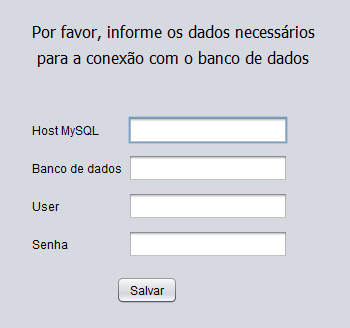 Por favor, informe os dados necessários
para a conexão com o banco de dados
Host MySQL
Banco de dados
User
Senha
Salvar